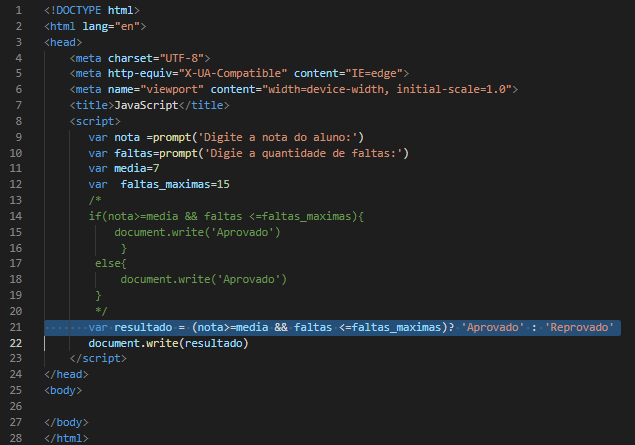 1 <!DOCTYPE html>
2 <html lang="en">
3 <head>
4 <meta charset="UTF-8">
5 <meta http-equiv="X-UA-Compatible" content="IE=edge">
6 <meta name="viewport" content="width=device-width, initial-scale=1.0">
7 <title>JavaScript</title>
8 <script>
9 var nota =prompt('Digite a nota do aluno:')
10 var faltas=prompt('Digie a quantidade de faltas:')
11 var media=7
12 var  faltas_maximas=15
13 /*
14 if(nota>=media && faltas <=faltas_maximas){
15 document.write('Aprovado')
16 }
17 else{
18 document.write('Aprovado')
19 }
20 */
21 var resultado = (nota>=media && faltas <=faltas_maximas)? 'Aprovado' : 'Reprovado'
22 document.write(resultado)
23 </script>
24 </head>
25 <body>
26
27 </body>
28 </html>